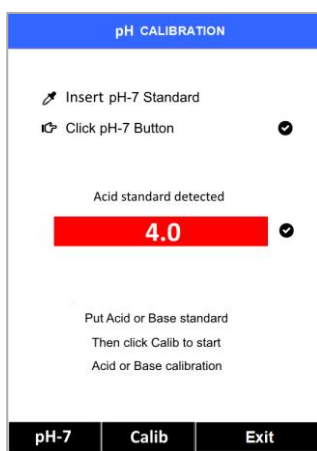 pH CALIBRATION
Insert pH-7 Standard
Click pH-7 Button
Acid standard detected
4.0
Put Acid or Base standard
Then click Calib to start
Acid or Base calibration
pH-7 Calib Exit